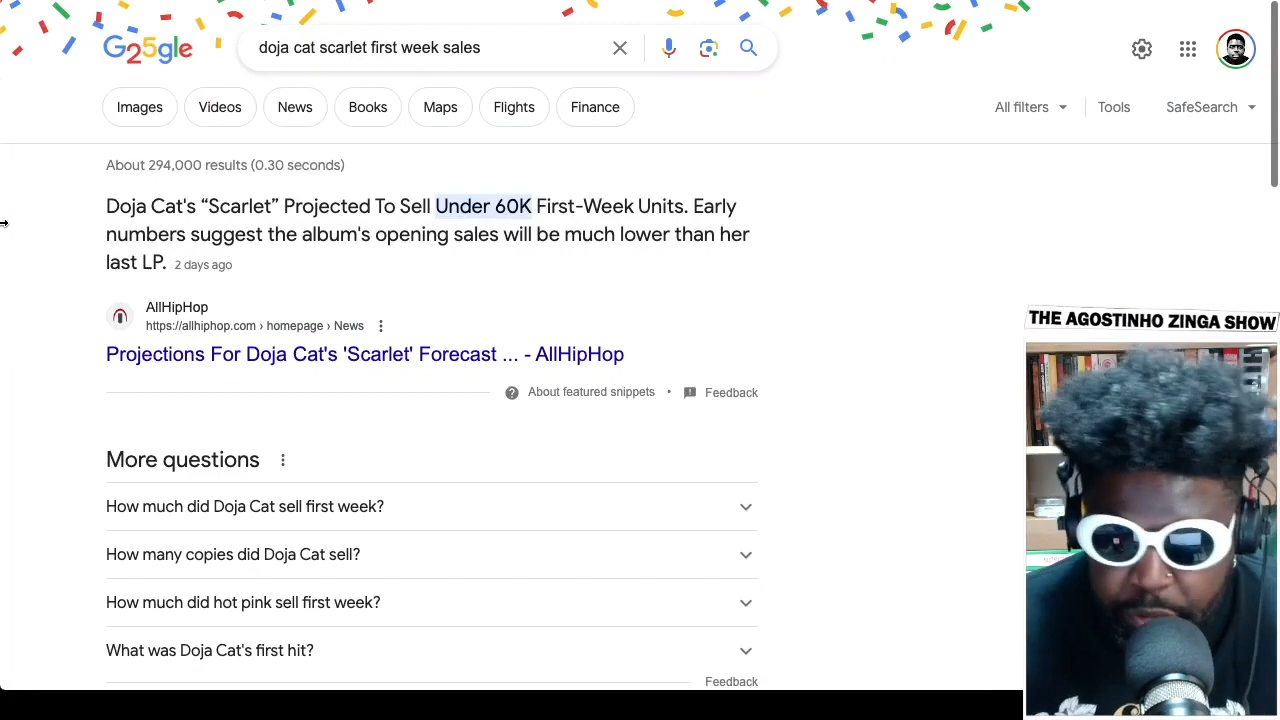 G25gle
doja cat scarlet first week sales
Images
Videos
News
Books
Maps
Flights
Finance
All filters
Tools
SafeSearch
About 294,000 results (0.30 seconds)
Doja Cat's “Scarlet” Projected To Sell Under 60K First-Week Units. Early
numbers suggest the album's opening sales will be much lower than her
last LP. 2 days ago
AllHipHop
https://allhiphop.com › homepage › News
Projections For Doja Cat's 'Scarlet' Forecast ... - AllHipHop
About featured snippets • Feedback
More questions
How much did Doja Cat sell first week?
How many copies did Doja Cat sell?
How much did hot pink sell first week?
What was Doja Cat's first hit?
Feedback
THE AGOSTINHO ZINGA SHOW